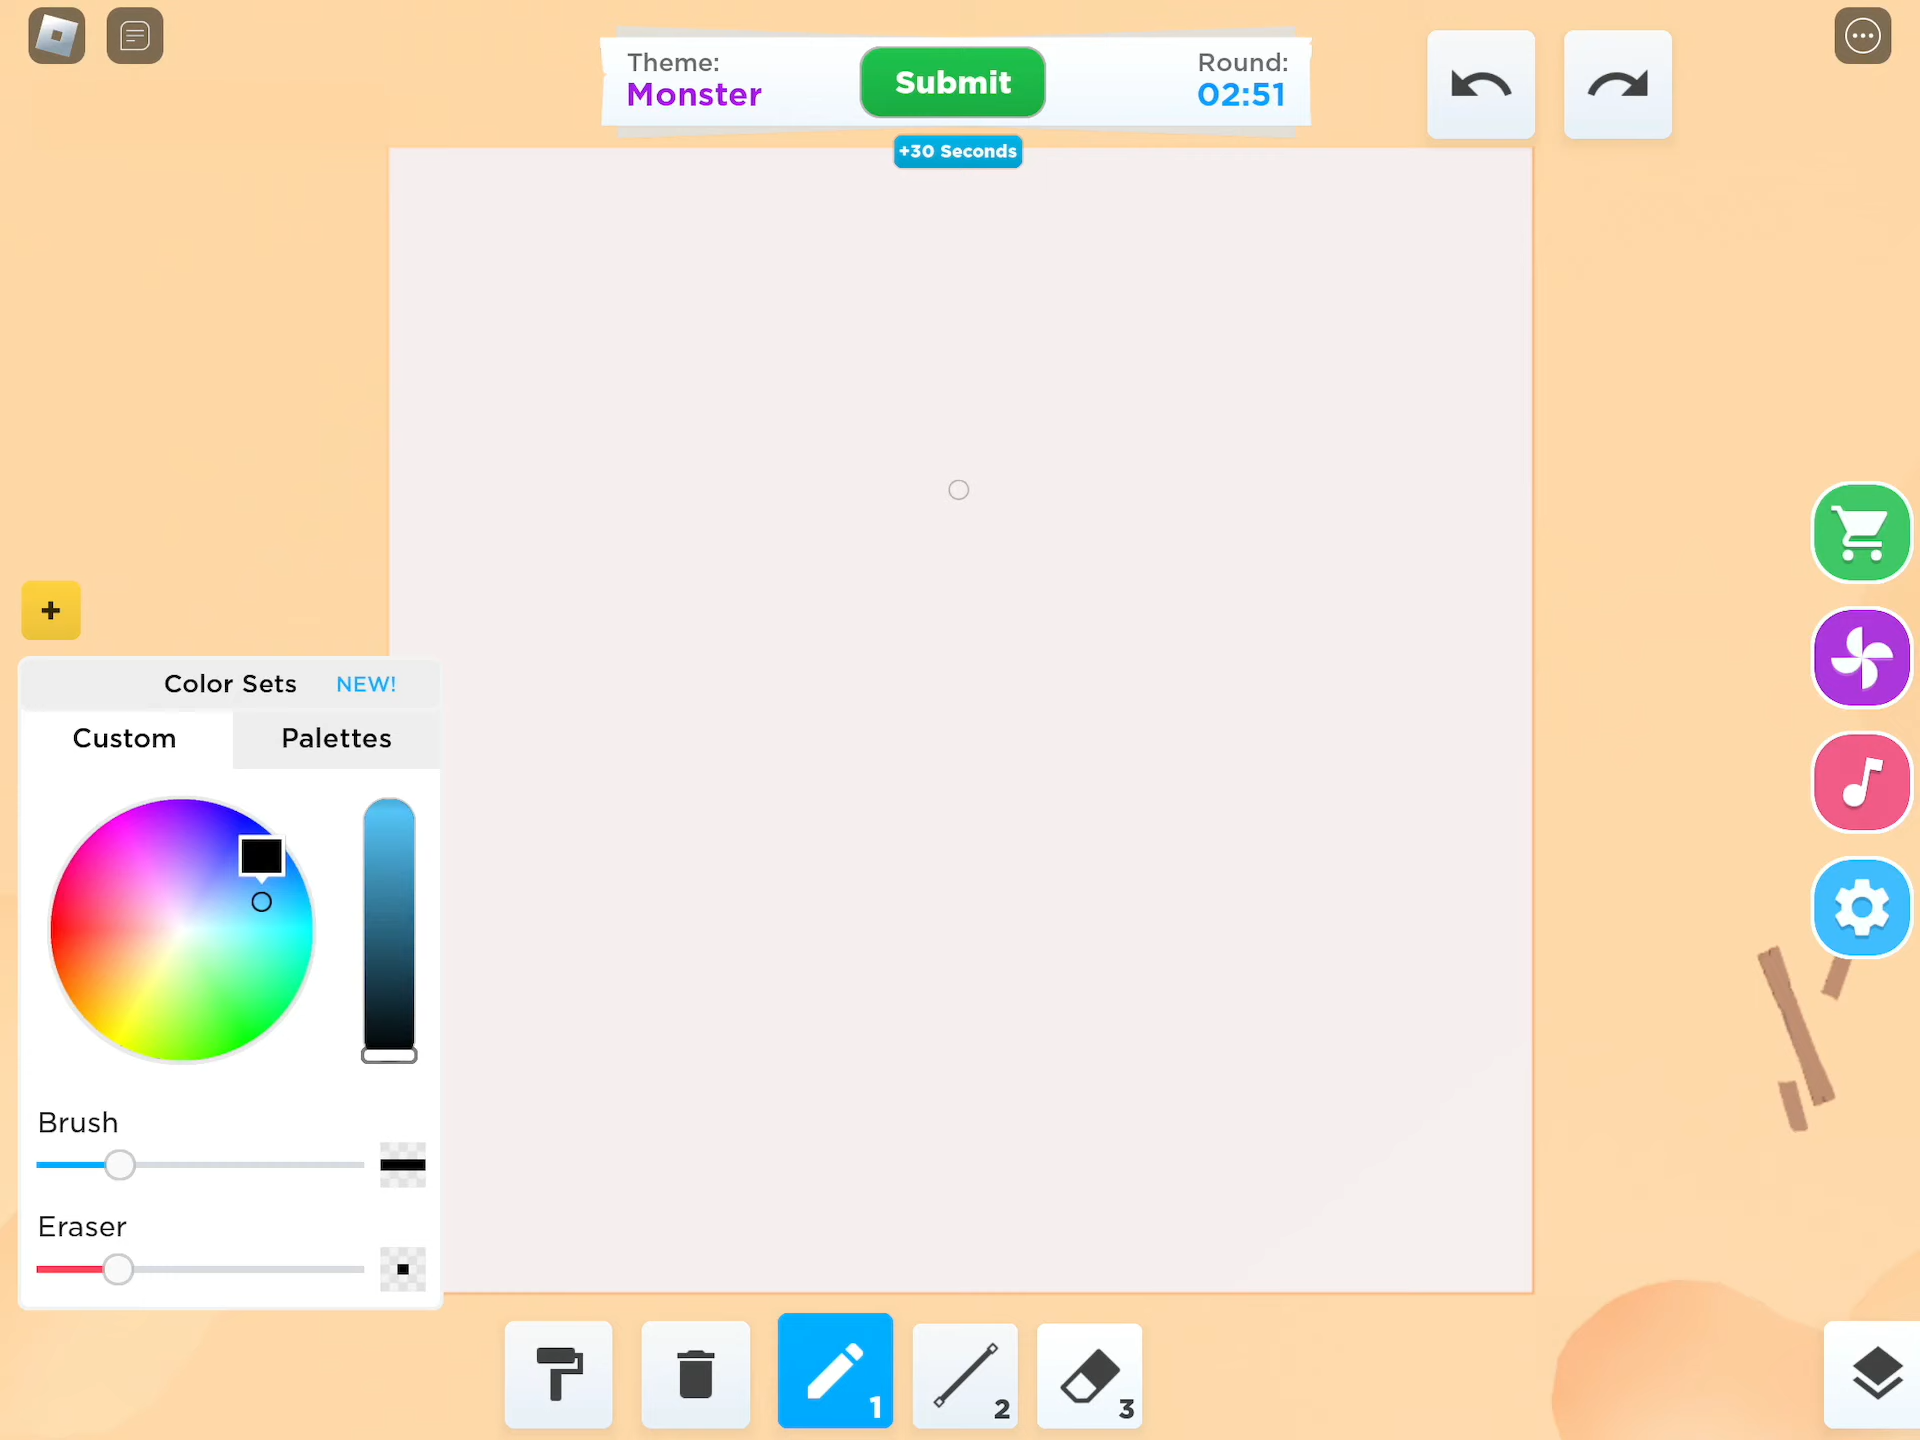 Theme:
Monster
Submit
Round:
02:51
+30 Seconds
+
Color Sets NEW!
Custom Palettes
Brush
Eraser
1
2
3